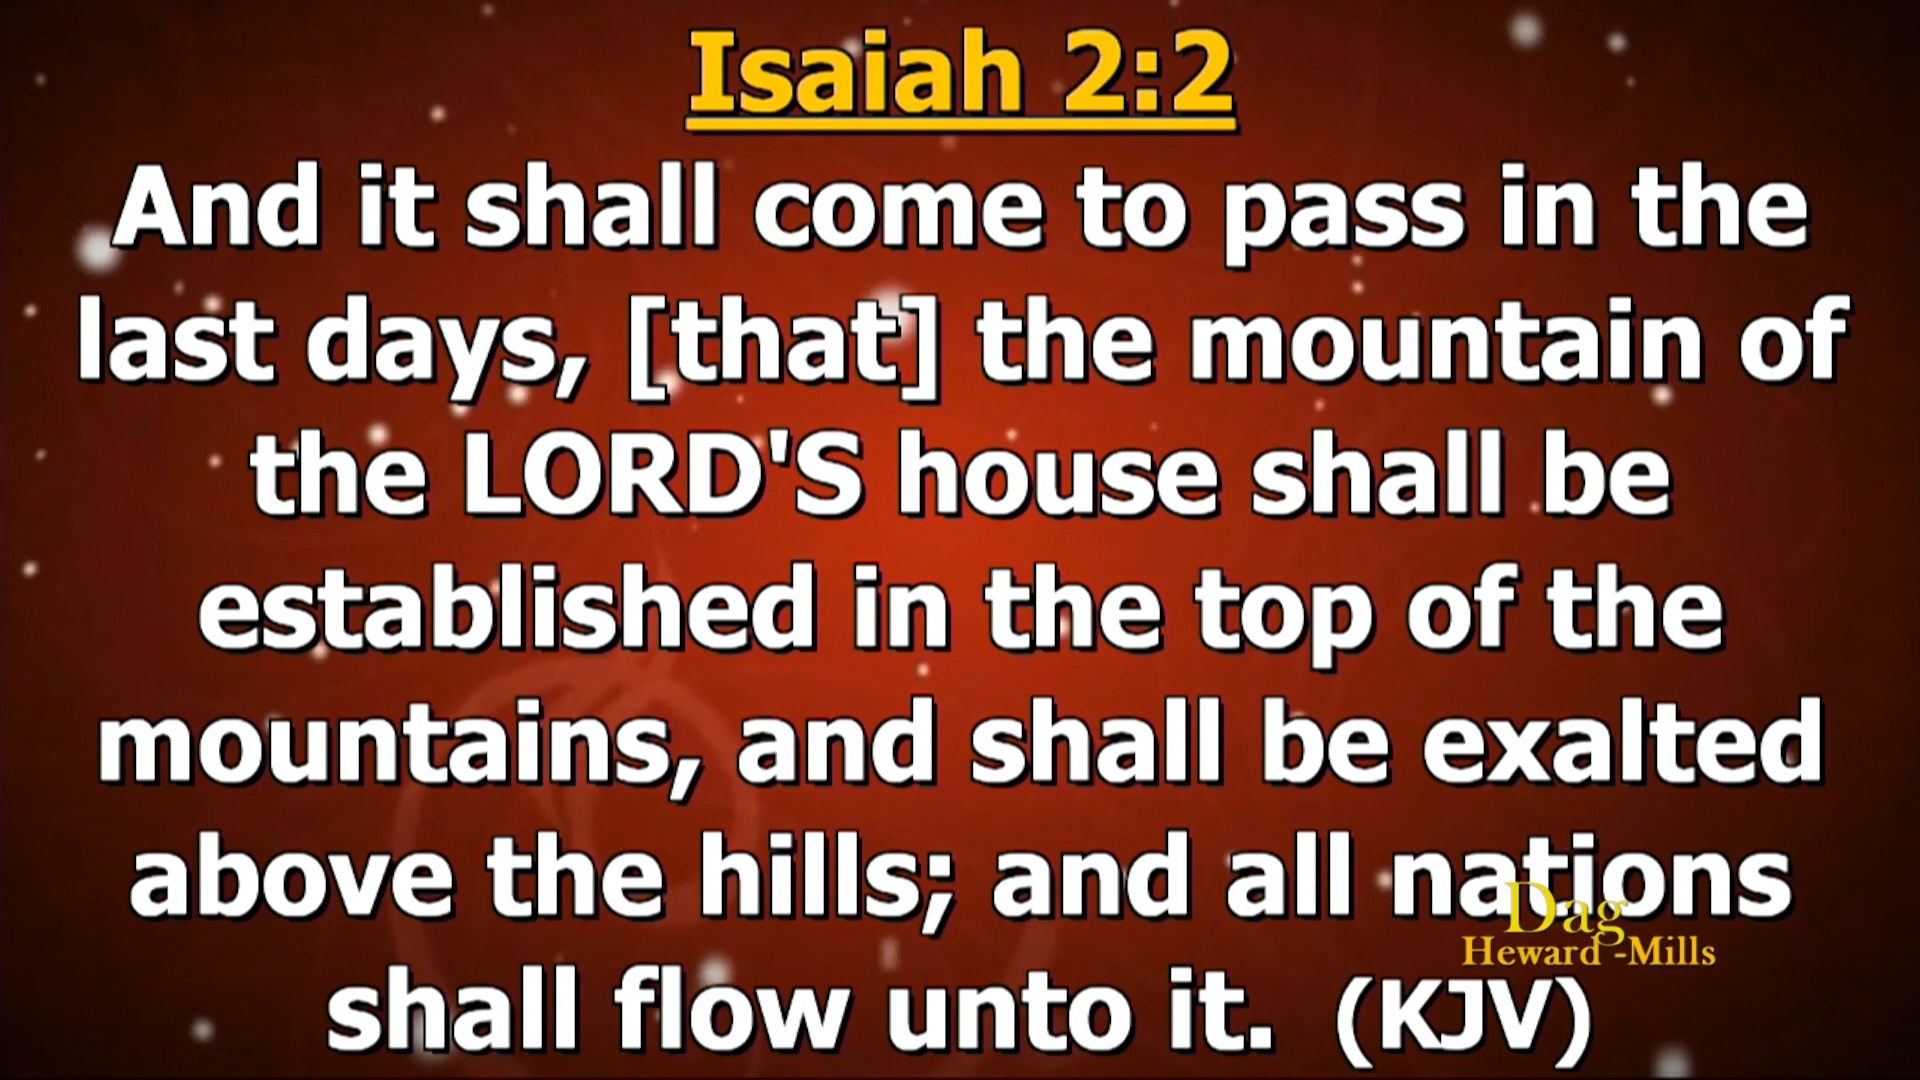 Isaiah 2:2
And it shall come to pass in the
last days, [that] the mountain of
the LORD'S house shall be
established in the top of the
mountains, and shall be exalted
above the hills; and all nations
shall flow unto it. (KJV)
Dag
Heward-Mills